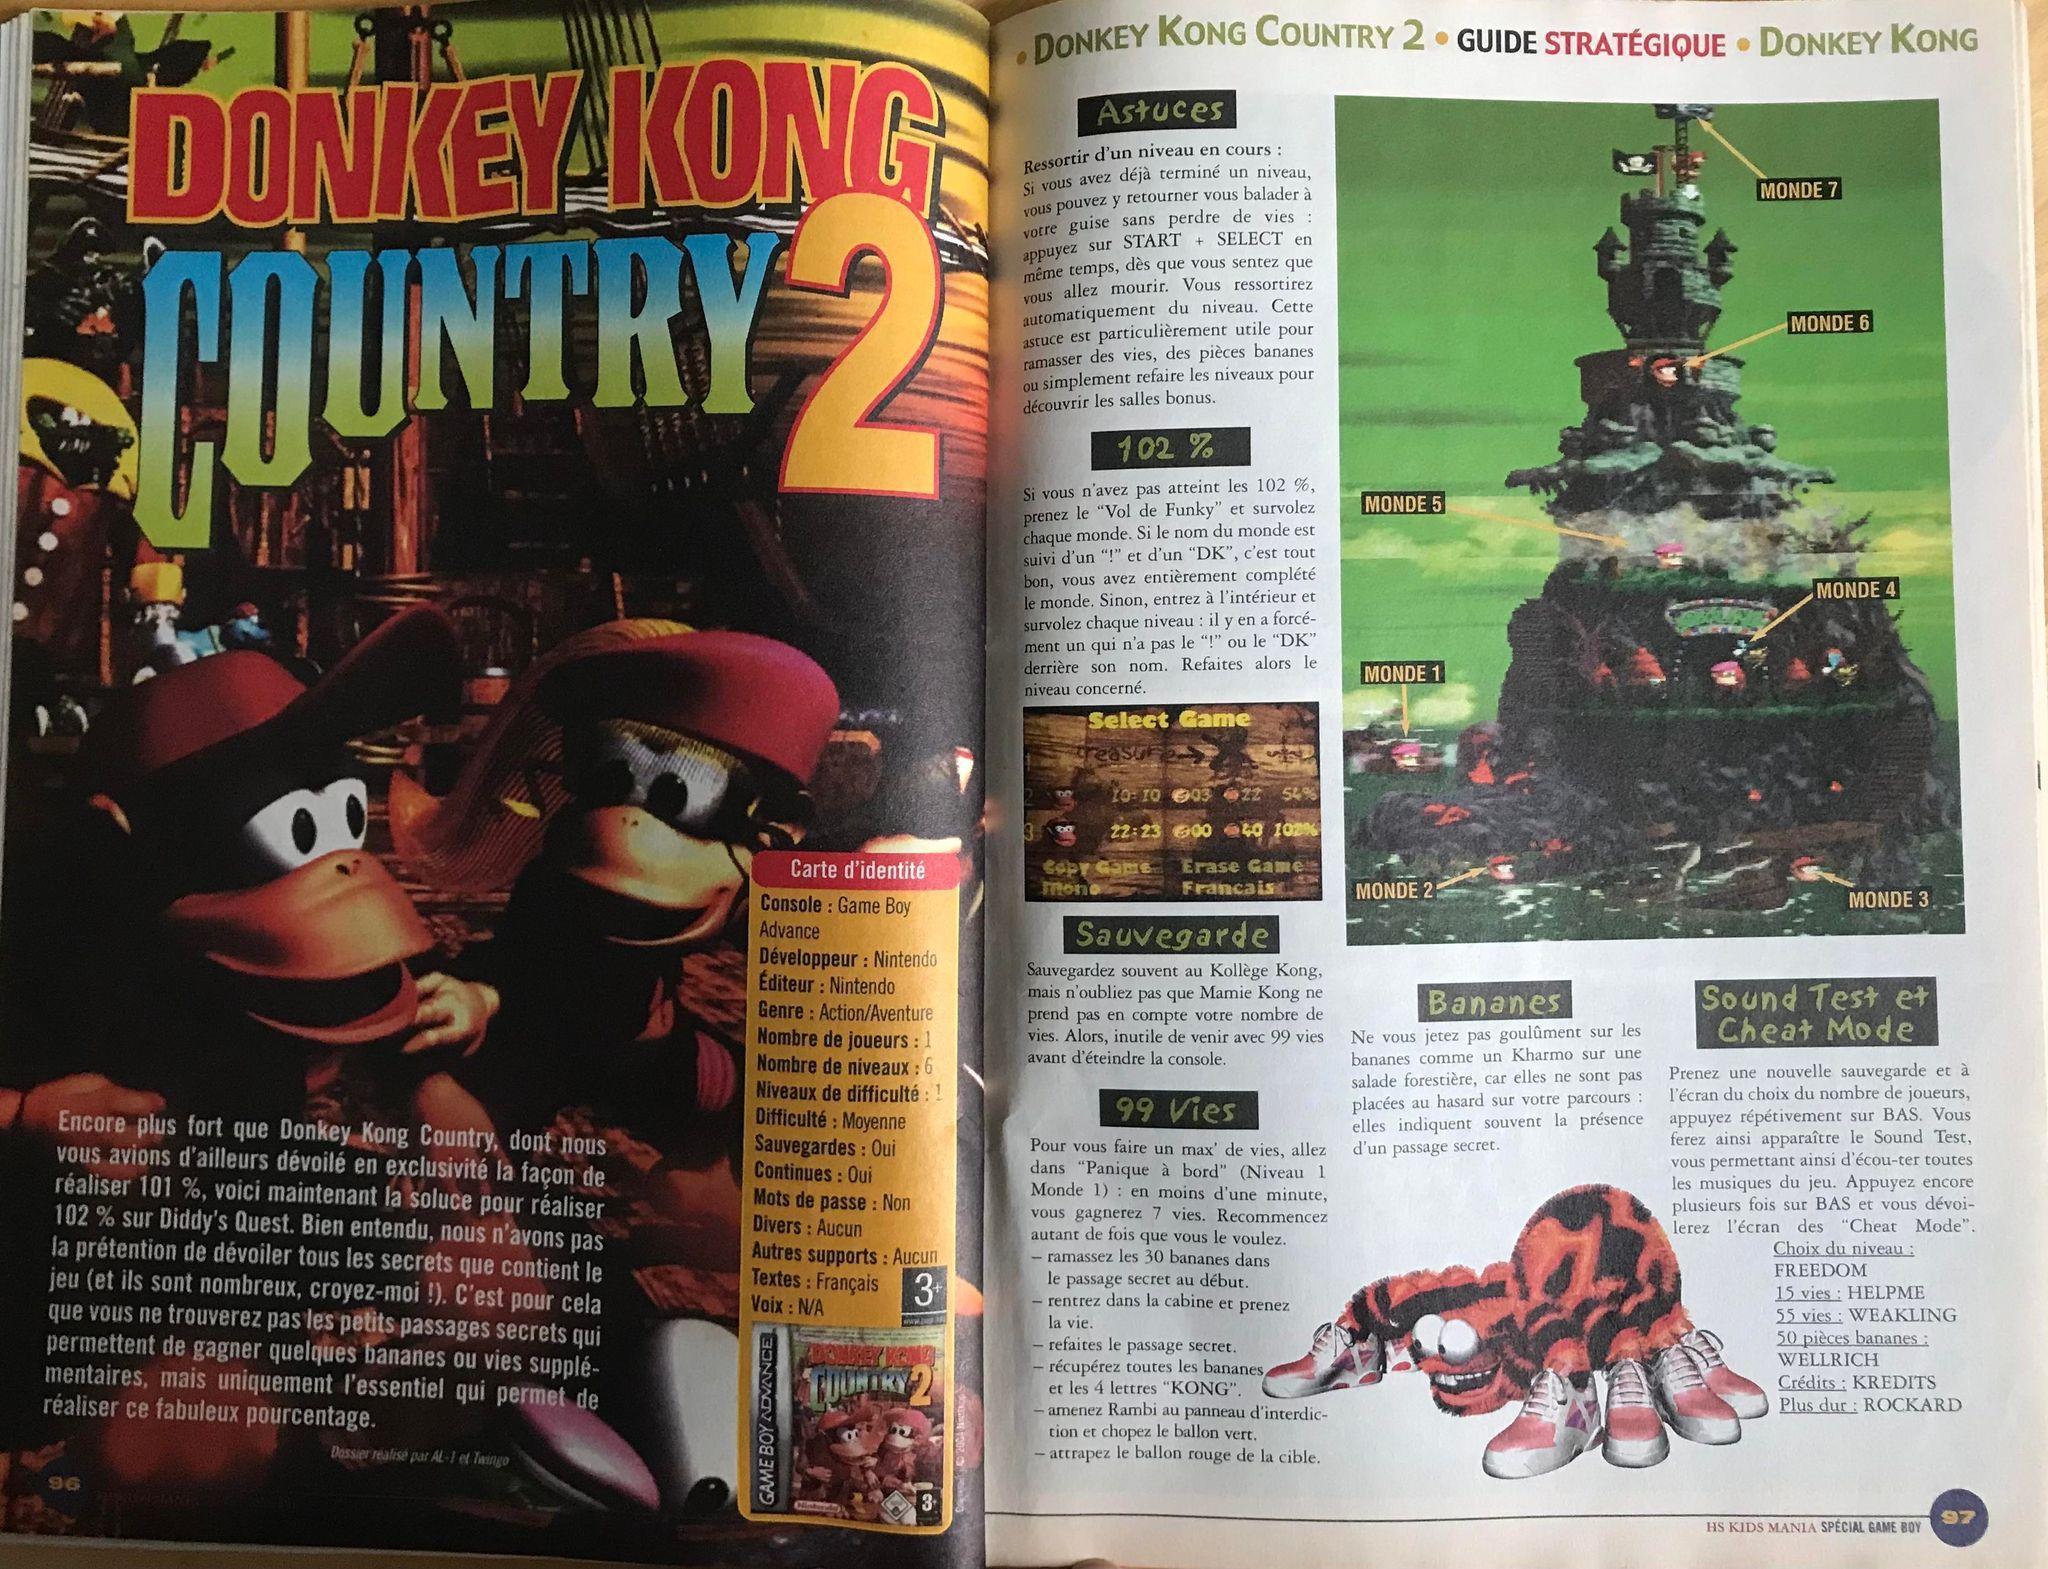 DONKEY KONG
COUNTRY 2
Carte d'identité
Console : Game Boy
Advance
Développeur : Nintendo
Éditeur : Nintendo
Genre : Action/Aventure
Nombre de joueurs : 1
Nombre de niveaux : 6
Niveaux de difficulté : 1
Difficulté : Moyenne
Sauvegardes : Oui
Continues : Oui
Mots de passe : Non
Divers : Aucun
Autres supports : Aucun
Textes : Français
Voix : N/A
3+
GAME BOY ADVANCE
DONKEY KONG
COUNTRY 2
Nintendo
3+
Encore plus fort que Donkey Kong Country, dont nous
vous avions d'ailleurs dévoilé en exclusivité la façon de
réaliser 101 %, voici maintenant la soluce pour réaliser
102 % sur Diddy's Quest. Bien entendu, nous n'avons pas
la prétention de dévoiler tous les secrets que contient le
jeu (et ils sont nombreux, croyez-moi !). C'est pour cela
que vous ne trouverez pas les petits passages secrets qui
permettent de gagner quelques bananes ou vies supplé-
mentaires, mais uniquement l'essentiel qui permet de
réaliser ce fabuleux pourcentage.
Dossier réalisé par AL-1 et Twingo
96
• DONKEY KONG COUNTRY 2 • GUIDE STRATÉGIQUE • DONKEY KONG
Astuces
Ressortir d'un niveau en cours :
Si vous avez déjà terminé un niveau,
vous pouvez y retourner vous balader à
votre guise sans perdre de vies :
appuyez sur START + SELECT en
même temps, dès que vous sentez que
vous allez mourir. Vous ressortirez
automatiquement du niveau. Cette
astuce est particulièrement utile pour
ramasser des vies, des pièces bananes
ou simplement refaire les niveaux pour
découvrir les salles bonus.
102 %
Si vous n'avez pas atteint les 102 %,
prenez le "Vol de Funky" et survolez
chaque monde. Si le nom du monde est
suivi d'un "!" et d'un "DK", c'est tout
bon, vous avez entièrement complété
le monde. Sinon, entrez à l'intérieur et
survolez chaque niveau : il y en a forcé-
ment un qui n'a pas le "!" ou le "DK"
derrière son nom. Refaites alors le
niveau concerné.
Select Game
1 treasure
2 10:10 03 22 54%
3 22:23 00 40 102%
Copy Game Erase Game
Mono Francais
Sauvegarde
Sauvegardez souvent au Kollège Kong,
mais n'oubliez pas que Mamie Kong ne
prend pas en compte votre nombre de
vies. Alors, inutile de venir avec 99 vies
avant d'éteindre la console.
99 Vies
Pour vous faire un max' de vies, allez
dans "Panique à bord" (Niveau 1
Monde 1) : en moins d'une minute,
vous gagnerez 7 vies. Recommencez
autant de fois que vous le voulez.
– ramassez les 30 bananes dans
le passage secret au début.
– rentrez dans la cabine et prenez
la vie.
– refaites le passage secret.
– récupérez toutes les bananes
et les 4 lettres "KONG".
– amenez Rambi au panneau d'interdic-
tion et chopez le ballon vert.
– attrapez le ballon rouge de la cible.
MONDE 7
MONDE 6
MONDE 5
MONDE 4
MONDE 1
MONDE 2
MONDE 3
Bananes
Ne vous jetez pas goulûment sur les
bananes comme un Kharmo sur une
salade forestière, car elles ne sont pas
placées au hasard sur votre parcours :
elles indiquent souvent la présence
d'un passage secret.
Sound Test et
Cheat Mode
Prenez une nouvelle sauvegarde et à
l'écran du choix du nombre de joueurs,
appuyez répétivement sur BAS. Vous
ferez ainsi apparaître le Sound Test,
vous permettant ainsi d'écou-ter toutes
les musiques du jeu. Appuyez encore
plusieurs fois sur BAS et vous dévoi-
lerez l'écran des "Cheat Mode".
Choix du niveau :
FREEDOM
15 vies : HELPME
55 vies : WEAKLING
50 pièces bananes :
WELLRICH
Crédits : KREDITS
Plus dur : ROCKARD
HS KIDS MANIA SPÉCIAL GAME BOY 97